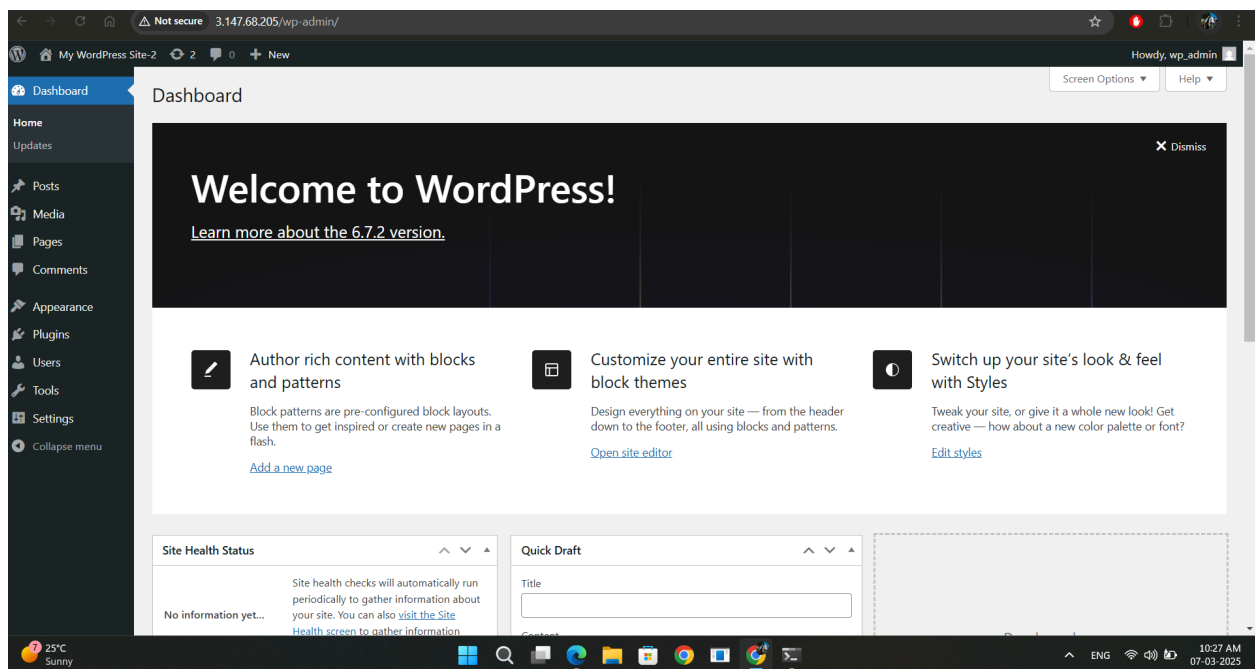 Not secure 3.147.68.205/wp-admin/
My WordPress Site-2 2 0 New
Howdy, wp_admin
Dashboard
Home
Updates
Posts
Media
Pages
Comments
Appearance
Plugins
Users
Tools
Settings
Collapse menu
Dashboard
Screen Options
Help
Dismiss
Welcome to WordPress!
Learn more about the 6.7.2 version.
Author rich content with blocks
and patterns
Block patterns are pre-configured block layouts.
Use them to get inspired or create new pages in a
flash.
Add a new page
Customize your entire site with
block themes
Design everything on your site — from the header
down to the footer, all using blocks and patterns.
Open site editor
Switch up your site’s look & feel
with Styles
Tweak your site, or give it a whole new look! Get
creative — how about a new color palette or font?
Edit styles
Site Health Status
No information yet...
Site health checks will automatically run
periodically to gather information about
your site. You can also visit the Site
Health screen to gather information
Quick Draft
Title
Content
7
25°C
Sunny
ENG
10:27 AM
07-03-2025